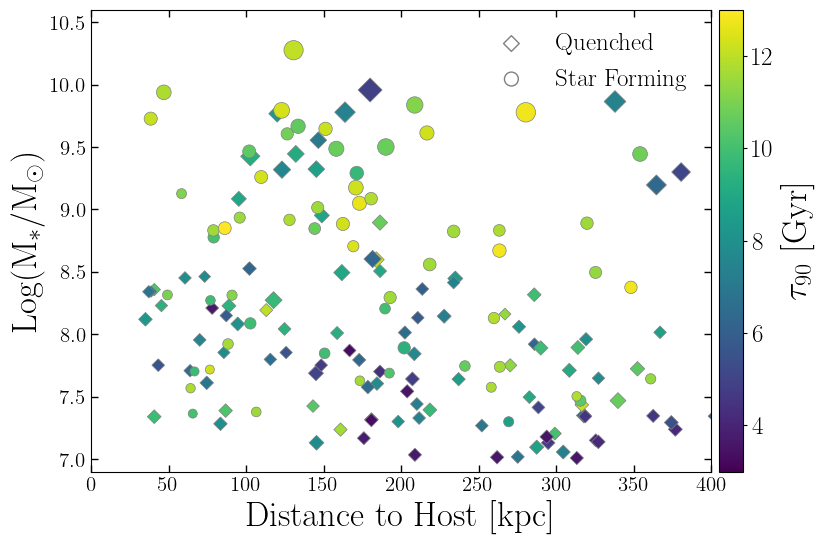 10.5
10.0
9.5
9.0
8.5
8.0
7.5
7.0
Log(M*/M☉)
0 50 100 150 200 250 300 350 400
Distance to Host [kpc]
Quenched
Star Forming
12
10
8
6
4
τ90 [Gyr]